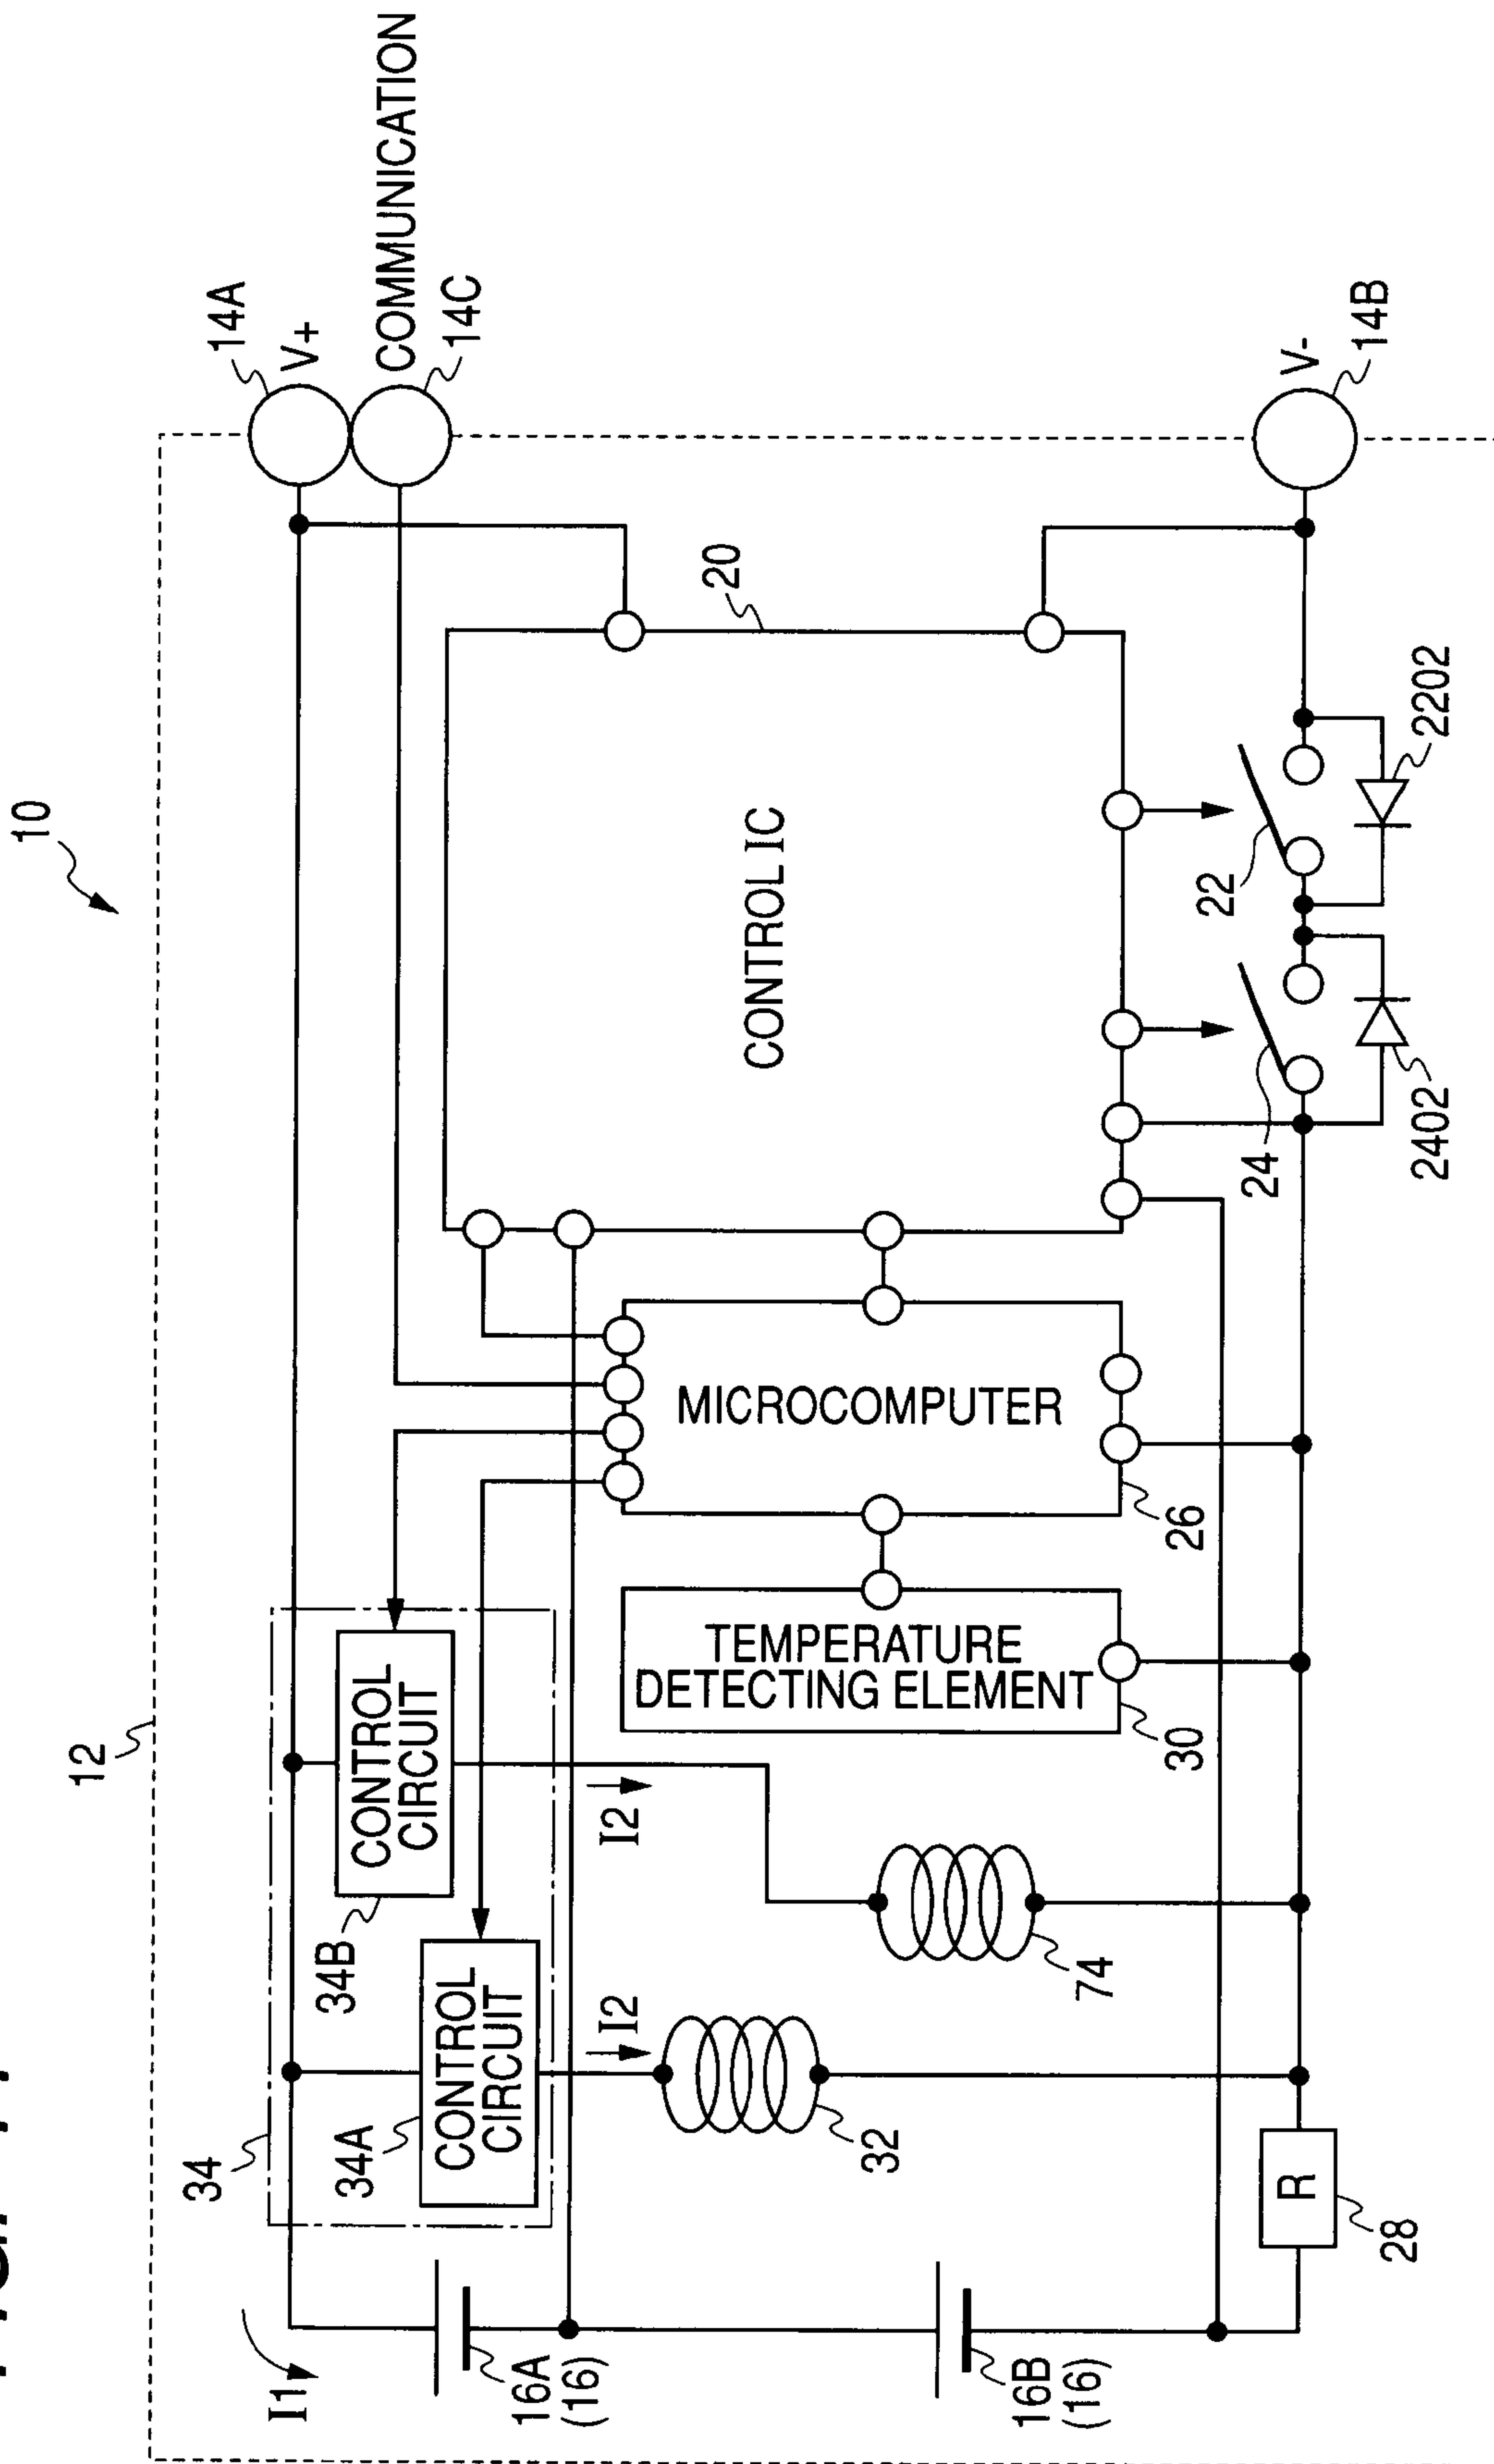 10
12
14A
V+
COMMUNICATION
14C
34
34A
CONTROL
CIRCUIT
34B
CONTROL
CIRCUIT
I1
I2
I2
16A
(16)
16B
(16)
32
74
TEMPERATURE
DETECTING ELEMENT
30
MICROCOMPUTER
26
CONTROL IC
20
24
22
2402
2202
R
28
V-
14B